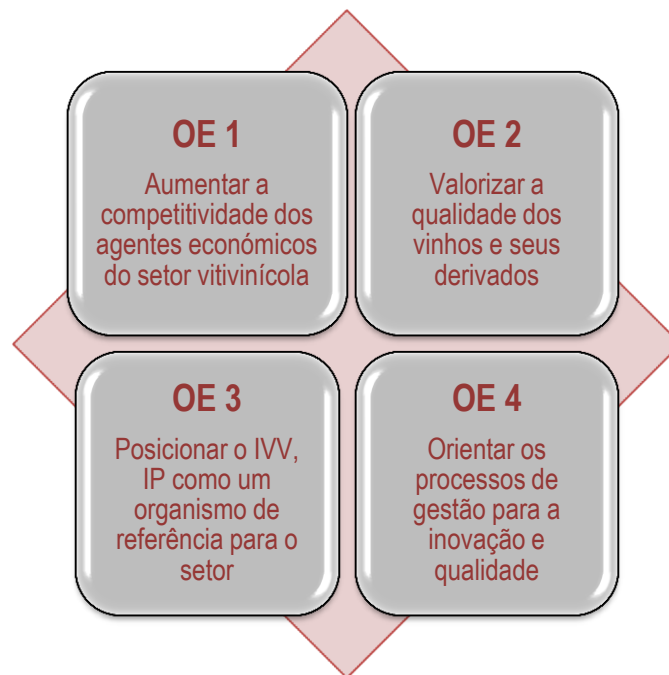 OE 1
Aumentar a
competitividade dos
agentes económicos
do setor vitivinícola
OE 2
Valorizar a
qualidade dos
vinhos e seus
derivados
OE 3
Posicionar o IVV,
IP como um
organismo de
referência para o
setor
OE 4
Orientar os
processos de
gestão para a
inovação e
qualidade